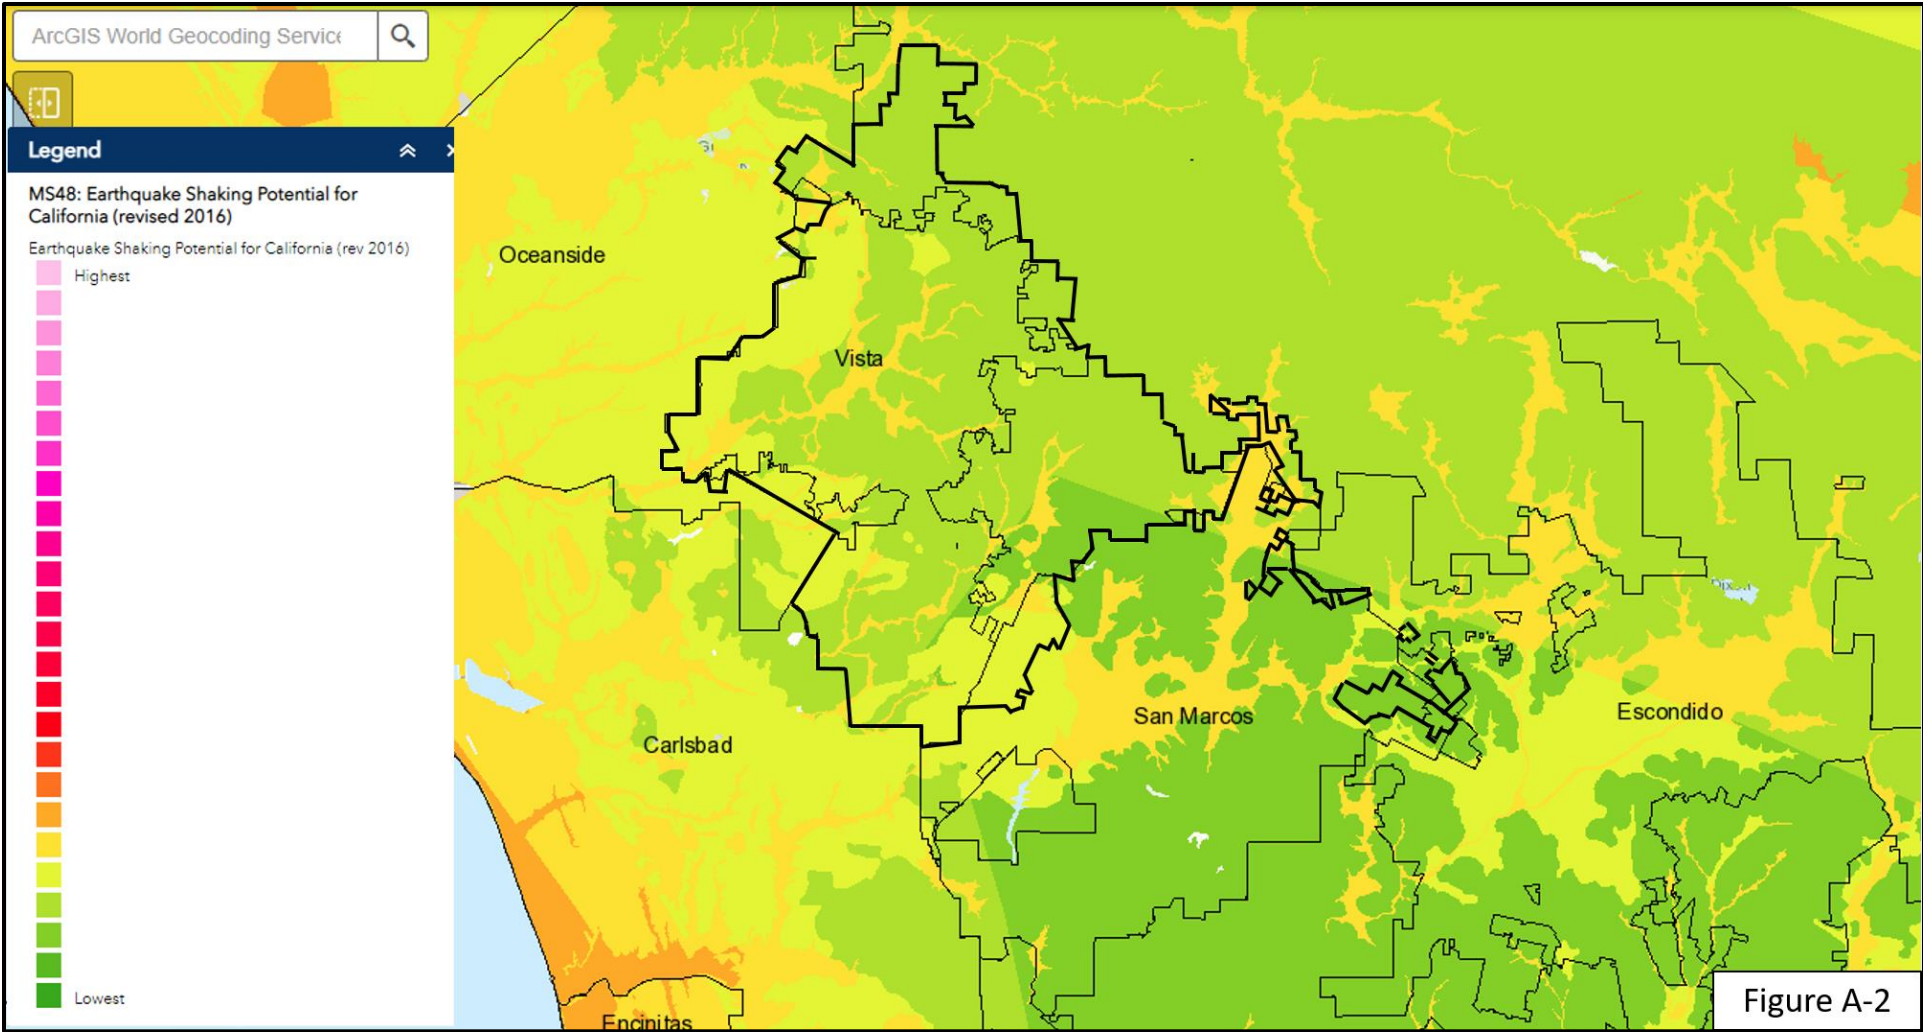 ArcGIS World Geocoding Service
Legend
MS48: Earthquake Shaking Potential for
California (revised 2016)
Earthquake Shaking Potential for California (rev 2016)
Highest
Lowest
Oceanside
Vista
Carlsbad
San Marcos
Escondido
Encinitas
Figure A-2